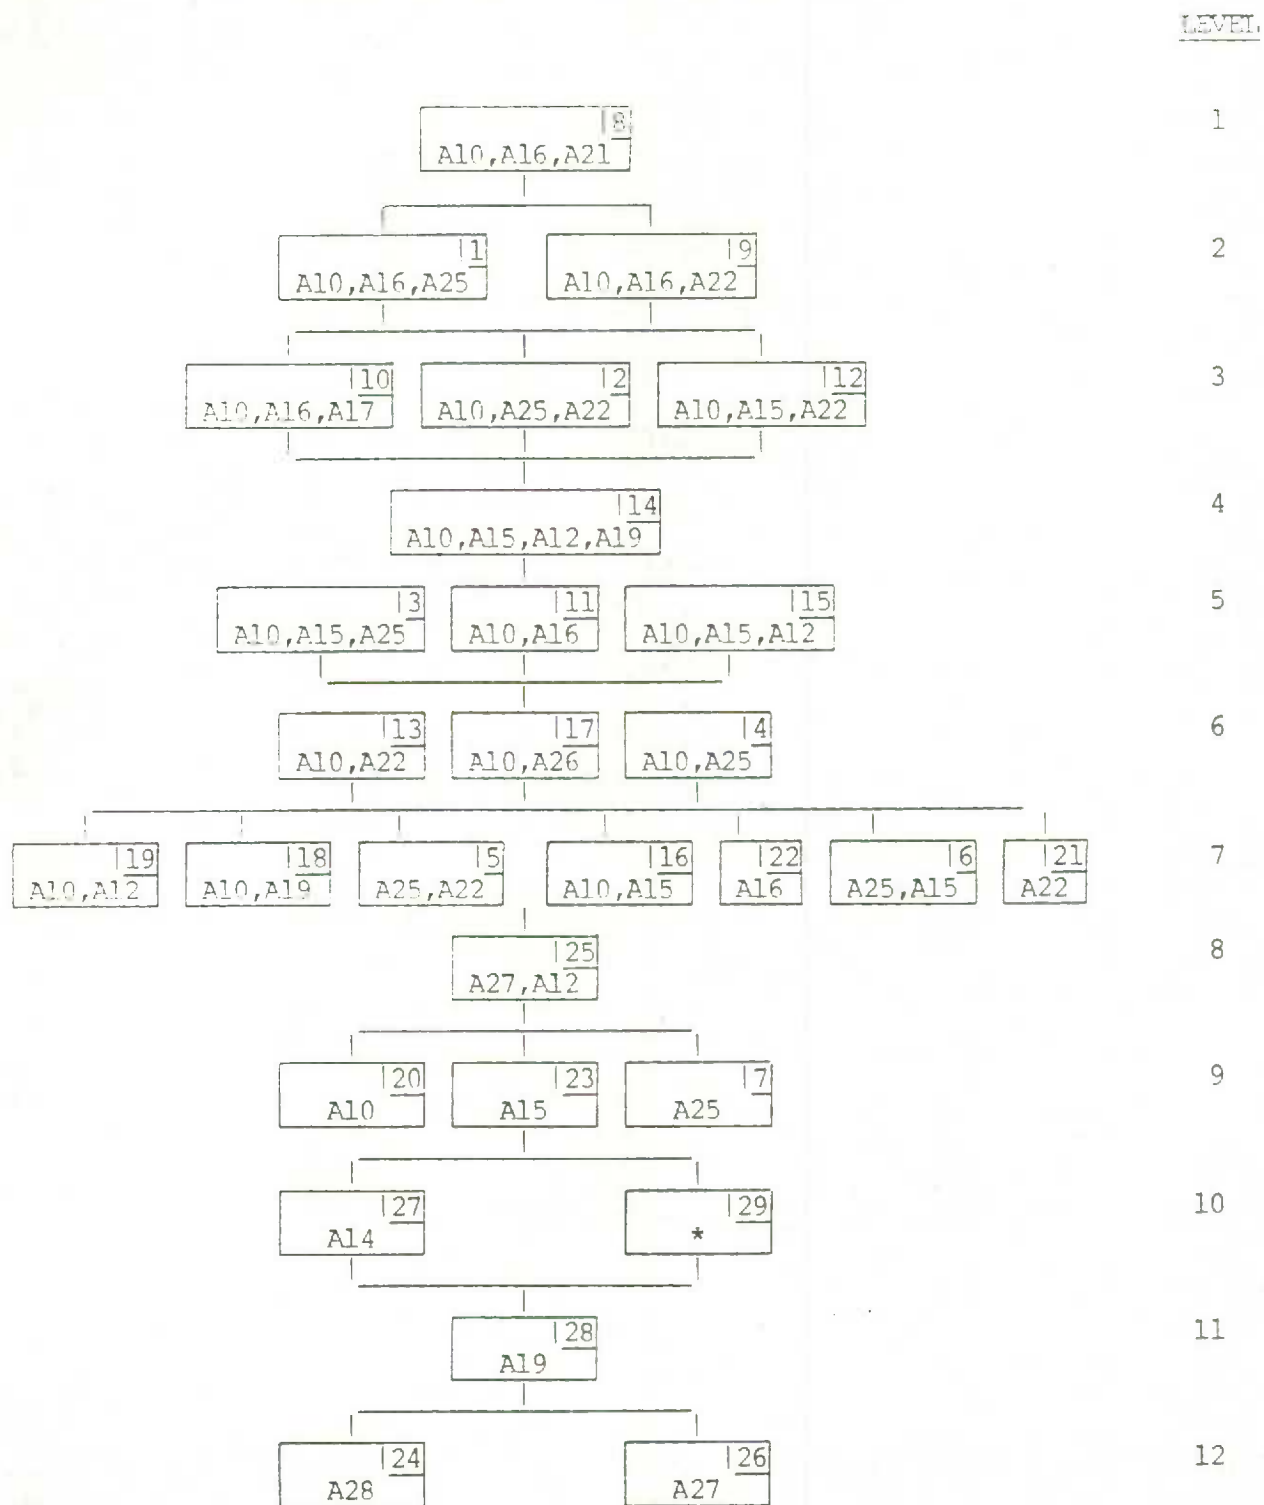 LEVEL
8 1
A10,A16,A21
1 9 2
A10,A16,A25 A10,A16,A22
10 2 12 3
A10,A16,A17 A10,A25,A22 A10,A15,A22
14 4
A10,A15,A12,A19
3 11 15 5
A10,A15,A25 A10,A16 A10,A15,A12
13 17 4 6
A10,A22 A10,A26 A10,A25
19 18 5 16 22 6 21 7
A10,A12 A10,A19 A25,A22 A10,A15 A16 A25,A15 A22
25 8
A27,A12
20 23 7 9
A10 A15 A25
27 29 10
A14 *
28 11
A19
24 26 12
A28 A27